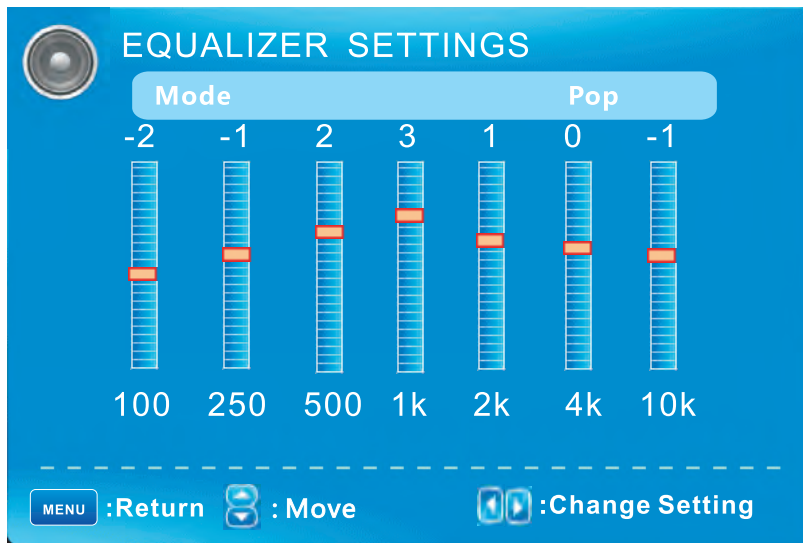 EQUALIZER SETTINGS
Mode Pop
-2 -1 2 3 1 0 -1
100 250 500 1k 2k 4k 10k
MENU :Return : Move :Change Setting